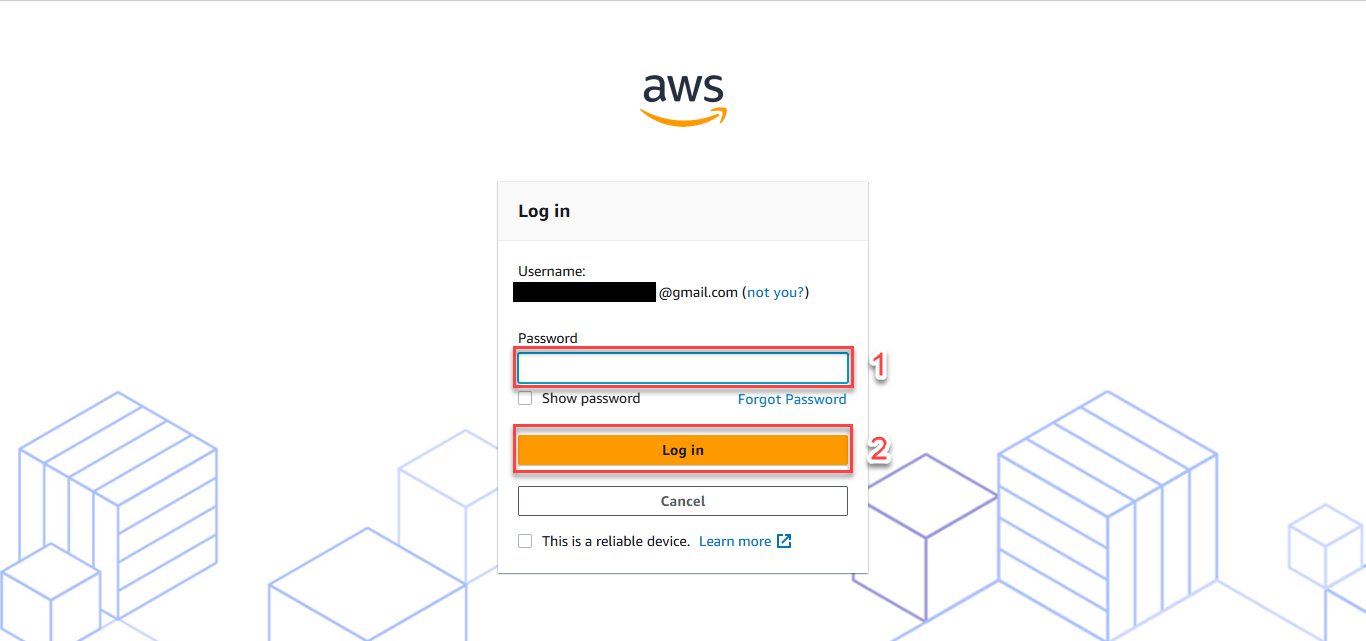 aws
Log in
Username:
@gmail.com (not you?)
Password
1
Show password Forgot Password
Log in
2
Cancel
This is a reliable device. Learn more